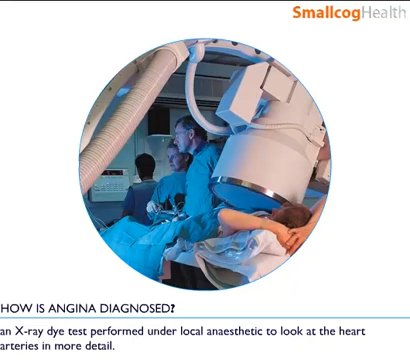 SmallcogHealth
HOW IS ANGINA DIAGNOSED?
an X-ray dye test performed under local anaesthetic to look at the heart
arteries in more detail.